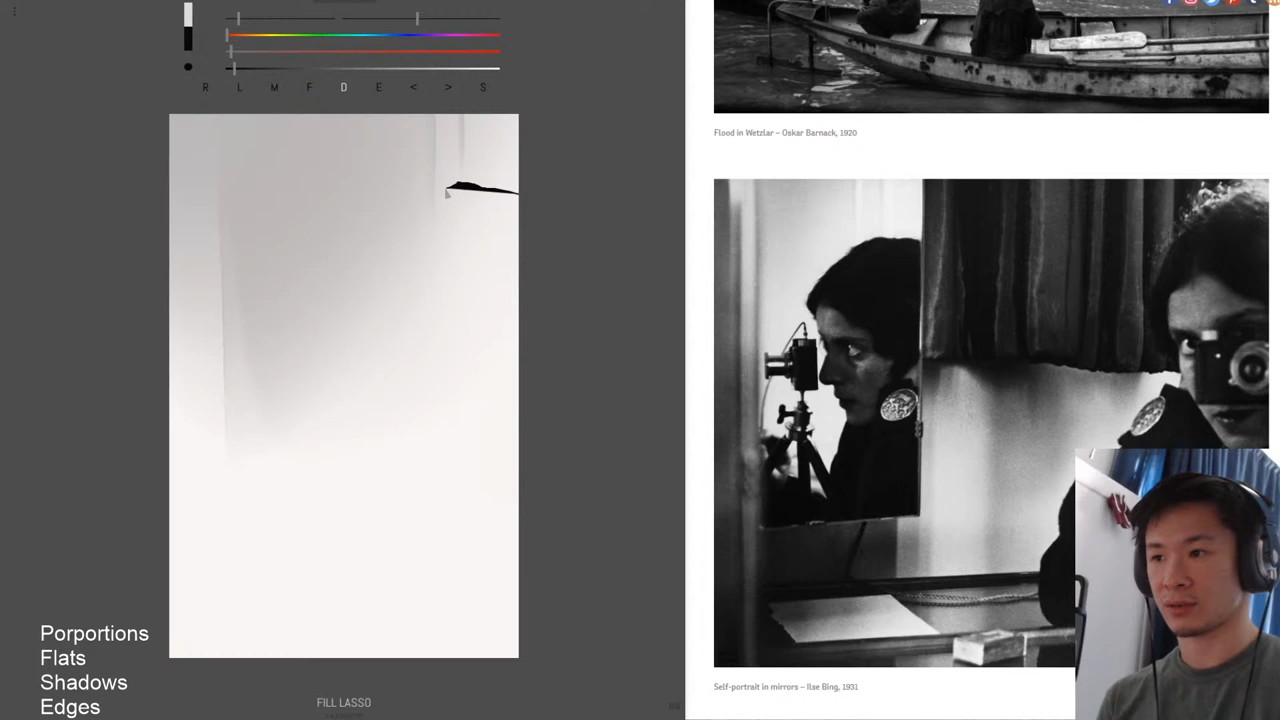 R L M F D E < > S
Flood in Wetzlar – Oskar Barnack, 1920
Self-portrait in mirrors – Ilse Bing, 1931
Porportions
Flats
Shadows
Edges
FILL LASSO